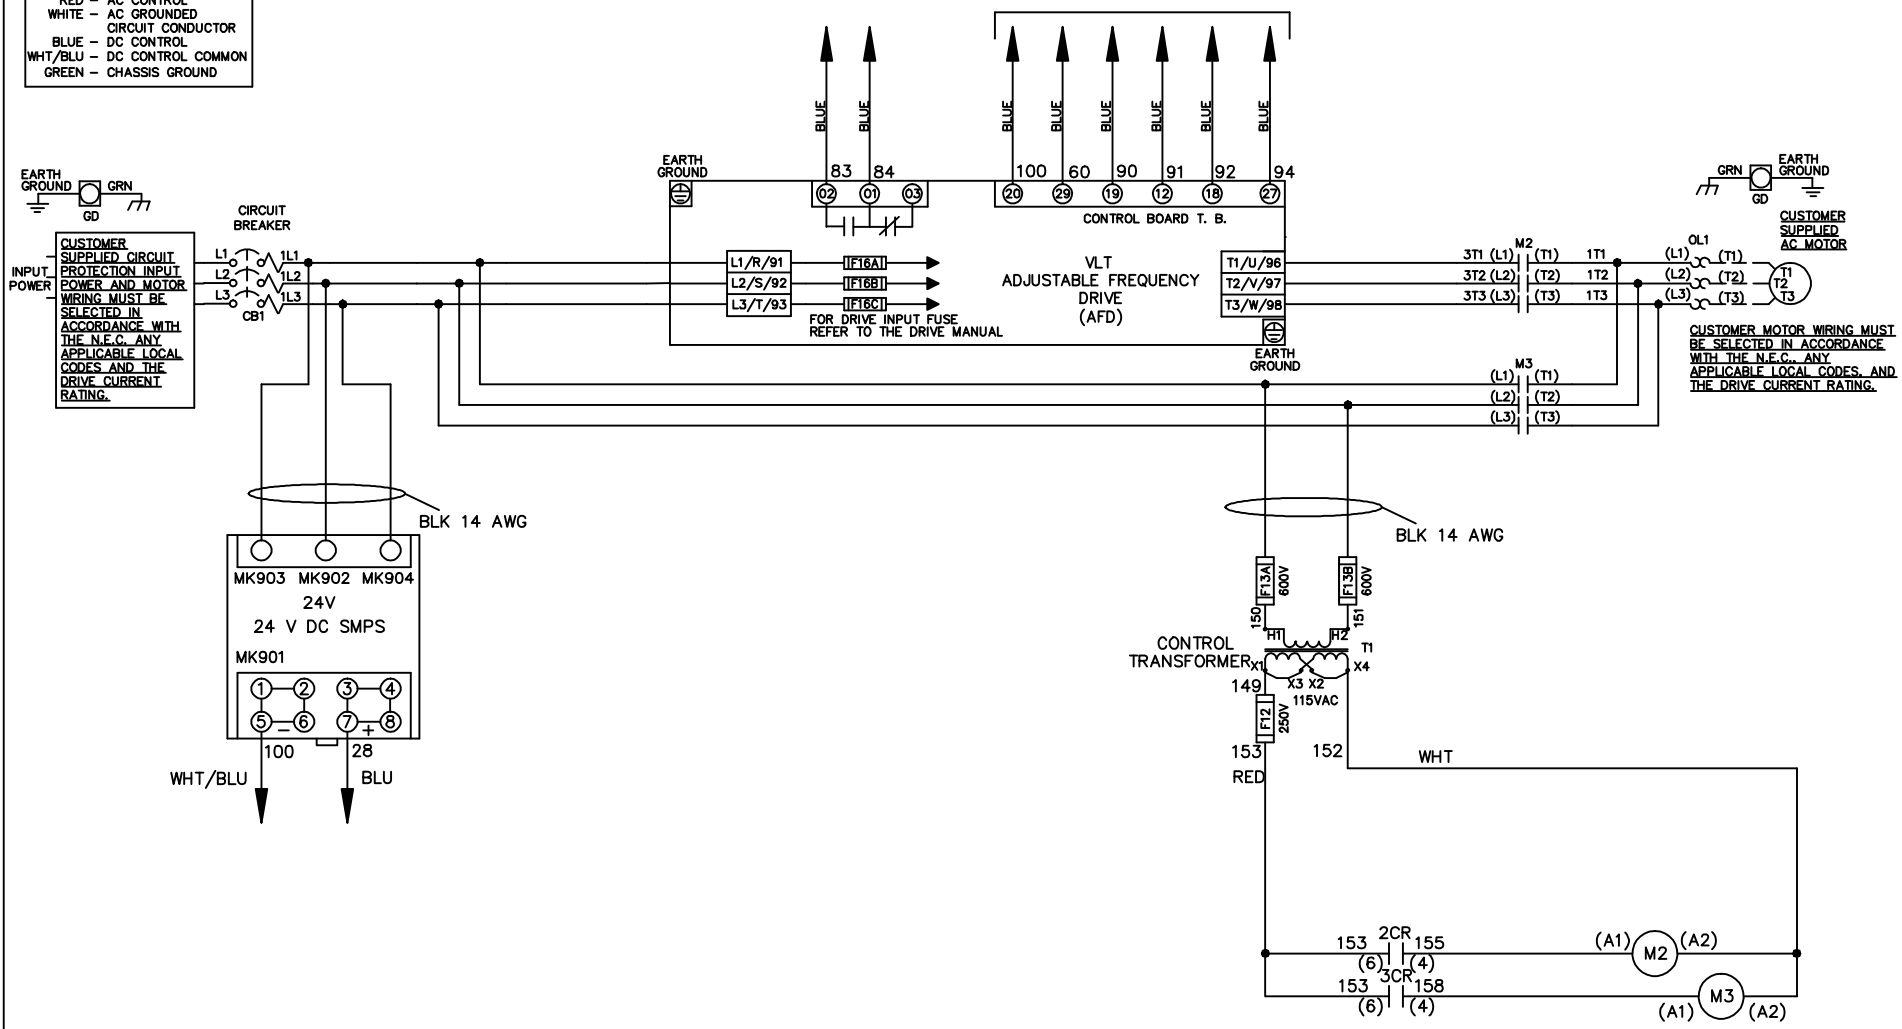 RED – AC CONTROL
WHITE – AC GROUNDED
CIRCUIT CONDUCTOR
BLUE – DC CONTROL
WHT/BLU – DC CONTROL COMMON
GREEN – CHASSIS GROUND
BLUE
BLUE
BLUE
BLUE
BLUE
BLUE
BLUE
BLUE
EARTH
GROUND
GRN
GD
CIRCUIT
BREAKER
INPUT
POWER
CUSTOMER
SUPPLIED CIRCUIT
PROTECTION INPUT
POWER AND MOTOR
WIRING MUST BE
SELECTED IN
ACCORDANCE WITH
THE N.E.C. ANY
APPLICABLE LOCAL
CODES AND THE
DRIVE CURRENT
RATING.
L1 1L1
L2 1L2
L3 1L3
CB1
EARTH
GROUND
83 84
02 01 03
100 60 90 91 92 94
20 29 19 12 18 27
CONTROL BOARD T. B.
L1/R/91 F16A
L2/S/92 F16B
L3/T/93 F16C
FOR DRIVE INPUT FUSE
REFER TO THE DRIVE MANUAL
VLT
ADJUSTABLE FREQUENCY
DRIVE
(AFD)
T1/U/96
T2/V/97
T3/W/98
EARTH
GROUND
M2
3T1 (L1) (T1) 1T1
3T2 (L2) (T2) 1T2
3T3 (L3) (T3) 1T3
OL1
(L1) (T1)
(L2) (T2)
(L3) (T3)
T1
T2
T3
GRN
GD
EARTH
GROUND
CUSTOMER
SUPPLIED
AC MOTOR
CUSTOMER MOTOR WIRING MUST
BE SELECTED IN ACCORDANCE
WITH THE N.E.C., ANY
APPLICABLE LOCAL CODES, AND
THE DRIVE CURRENT RATING.
M3
(L1) (T1)
(L2) (T2)
(L3) (T3)
BLK 14 AWG
MK903 MK902 MK904
24V
24 V DC SMPS
MK901
1 2 3 4
5 – 6 7 + 8
100 28
WHT/BLU BLU
BLK 14 AWG
F13A
600V
F13B
600V
150
151
H1 H2
T1
CONTROL
TRANSFORMER
X1 X4
X3 X2
115VAC
149
F12
250V
153
RED
152
WHT
2CR
153 155
(6) (4)
(A1) M2 (A2)
3CR
153 158
(6) (4)
(A1) M3 (A2)